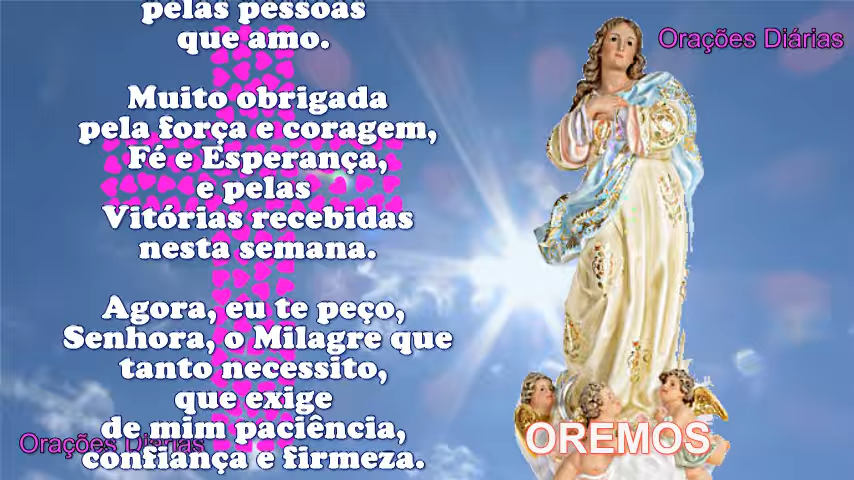 pelas pessoas
que amo.
Muito obrigada
pela força e coragem,
Fé e Esperança,
e pelas
Vitórias recebidas
nesta semana.
Agora, eu te peço,
Senhora, o Milagre que
tanto necessito,
que exige
de mim paciência,
confiança e firmeza.
Orações Diárias
Orações Diárias
OREMOS